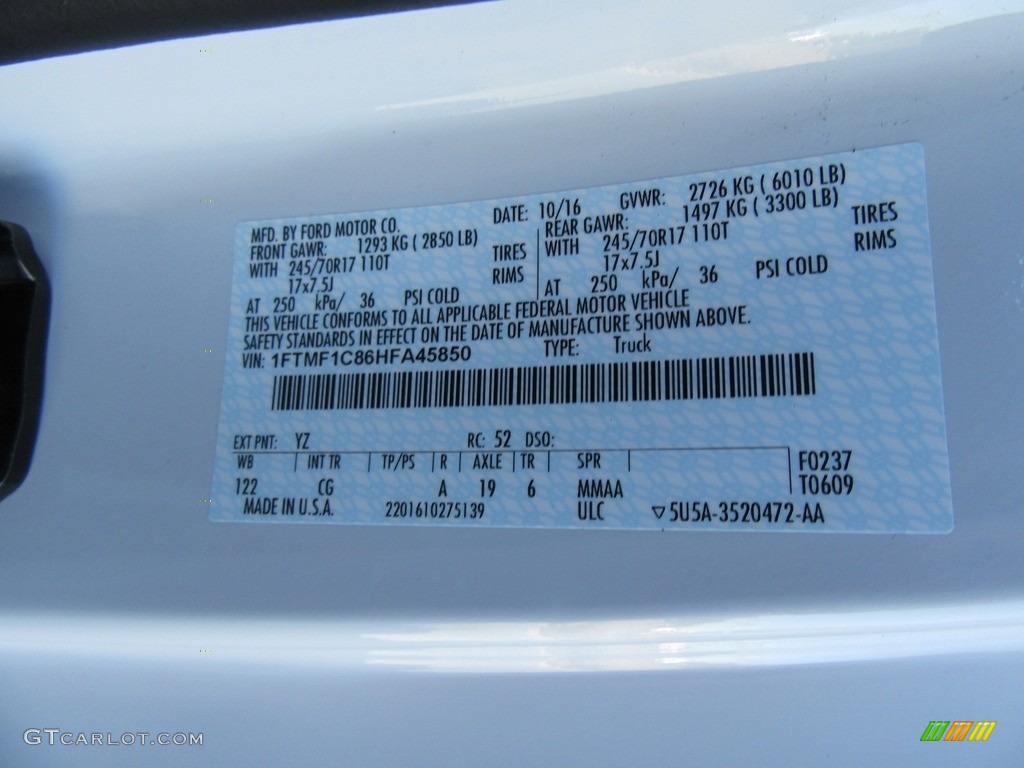 MFD. BY FORD MOTOR CO. DATE: 10/16 GVWR: 2726 KG ( 6010 LB)
FRONT GAWR: 1293 KG ( 2850 LB) REAR GAWR: 1497 KG ( 3300 LB)
WITH 245/70R17 110T TIRES WITH 245/70R17 110T TIRES
17x7.5J RIMS 17x7.5J RIMS
AT 250 kPa/ 36 PSI COLD AT 250 kPa/ 36 PSI COLD
THIS VEHICLE CONFORMS TO ALL APPLICABLE FEDERAL MOTOR VEHICLE
SAFETY STANDARDS IN EFFECT ON THE DATE OF MANUFACTURE SHOWN ABOVE.
VIN: 1FTMF1C86HFA45850 TYPE: Truck
EXT PNT: YZ RC: 52 DSO:
WB INT TR TP/PS R AXLE TR SPR F0237
122 CG A 19 6 MMAA T0609
MADE IN U.S.A. 2201610275139 ULC ▽5U5A-3520472-AA
GTCARLOT.COM